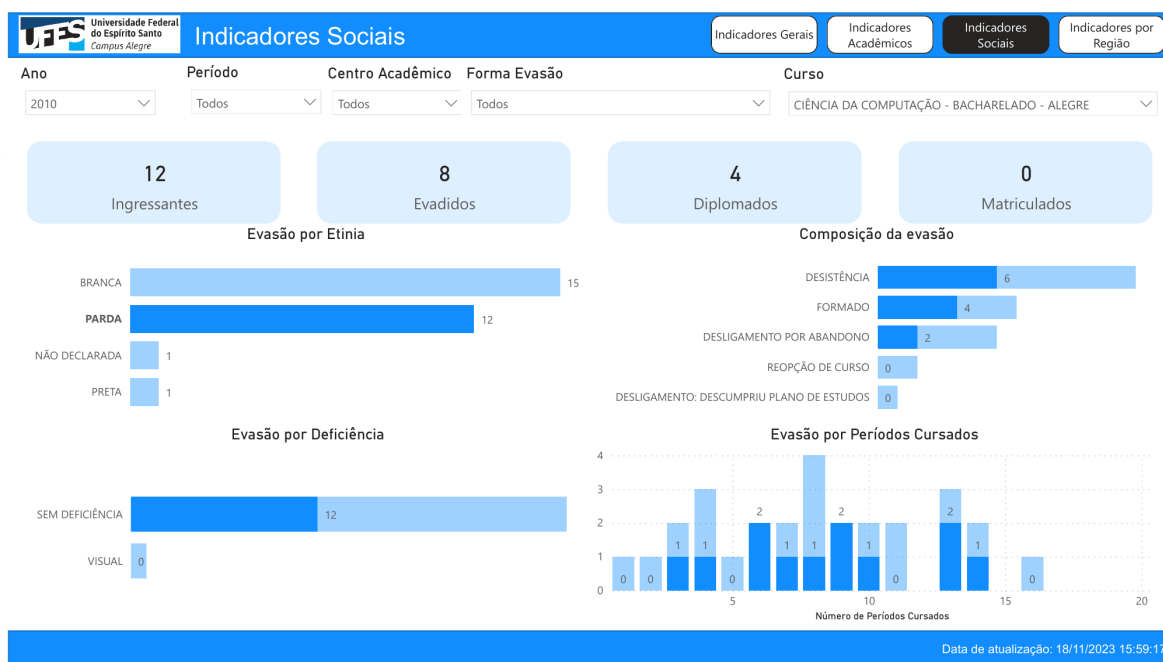 UFES
Universidade Federal
do Espírito Santo
Campus Alegre
Indicadores Sociais
Indicadores Gerais
Indicadores
Acadêmicos
Indicadores
Sociais
Indicadores por
Região
Ano
Período
Centro Acadêmico
Forma Evasão
Curso
2010
Todos
Todos
Todos
CIÊNCIA DA COMPUTAÇÃO - BACHARELADO - ALEGRE
12
Ingressantes
8
Evadidos
4
Diplomados
0
Matriculados
Evasão por Etinia
BRANCA 15
PARDA 12
NÃO DECLARADA 1
PRETA 1
Composição da evasão
DESISTÊNCIA 6
FORMADO 4
DESLIGAMENTO POR ABANDONO 2
REOPÇÃO DE CURSO 0
DESLIGAMENTO: DESCUMPRIU PLANO DE ESTUDOS 0
Evasão por Deficiência
SEM DEFICIÊNCIA 12
VISUAL 0
Evasão por Períodos Cursados
4
3
2
1
0
0 0 1 1 0 2 1 1 2 1 0 2 1 0
5 10 15 20
Número de Períodos Cursados
Data de atualização: 18/11/2023 15:59:17